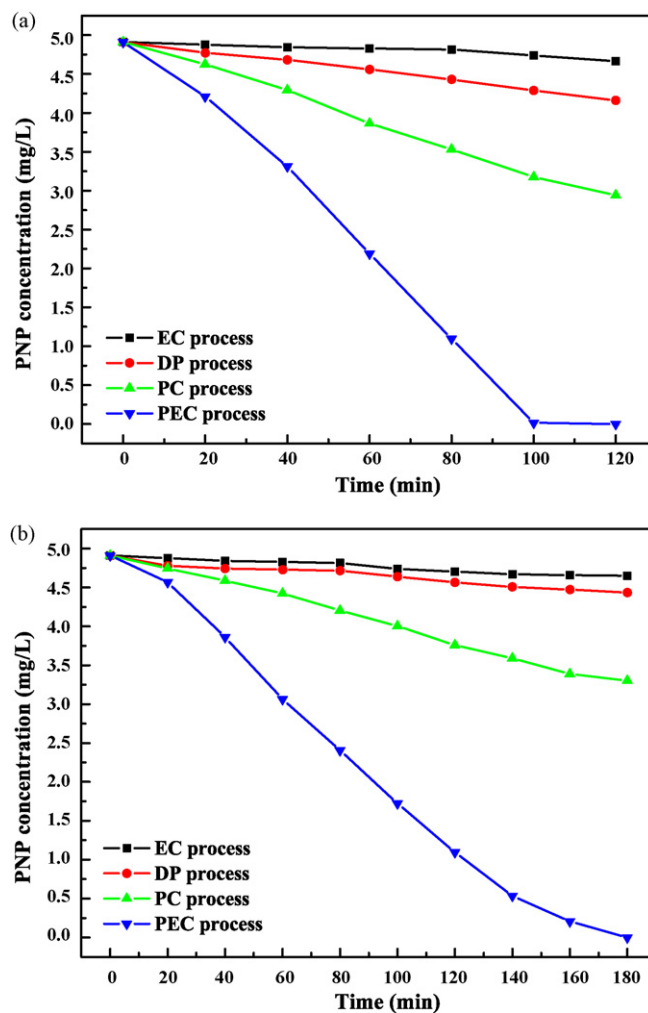 (a)
5.0
4.5
3.5
3.0
2.5
2.0
1.5
1.0
0.5
0.0
PNP concentration (mg/L)
EC process
DP process
PC process
PEC process
0 20 40 60 80 100 120
Time (min)
(b)
5.0
4.5
4.0
3.5
3.0
2.5
2.0
1.5
1.0
0.5
0.0
PNP concentration (mg/L)
EC process
DP process
PC process
PEC process
0 20 40 60 80 100 120 140 160 180
Time (min)